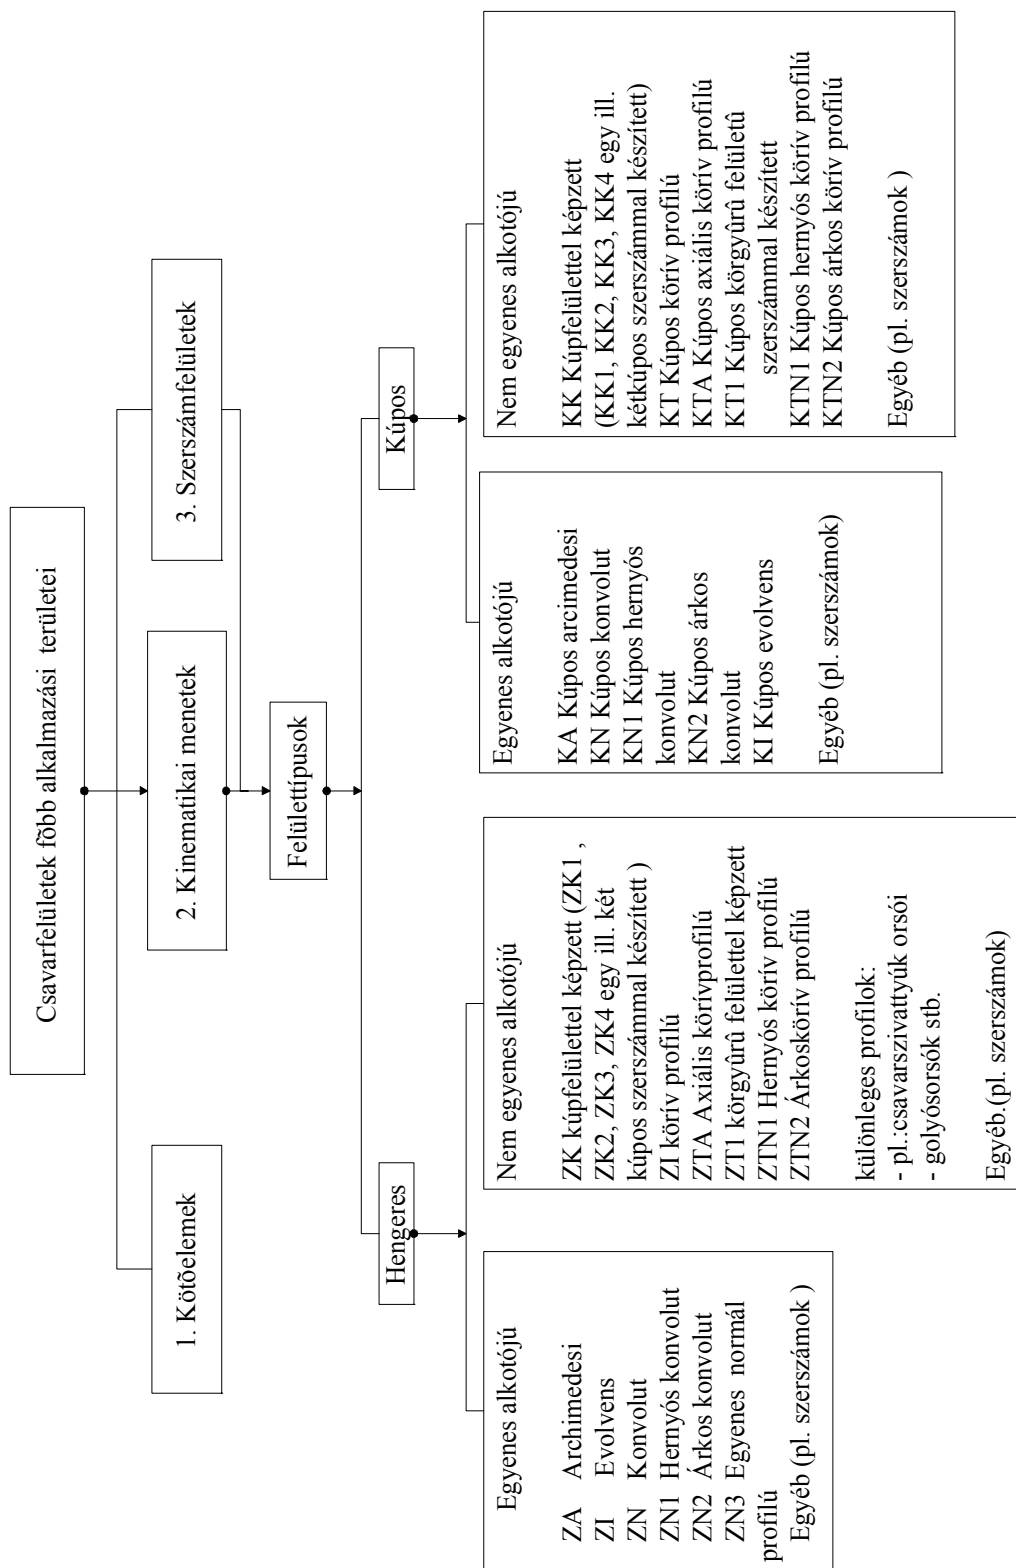 Csavarfelületek fõbb alkalmazási területei
1. Kötõelemek
2. Kinematikai menetek
3. Szerszámfelületek
Felülettípusok
Hengeres
Kúpos
Egyenes alkotójú
ZA Archimedesi
ZI Evolvens
ZN Konvolut
ZN1 Hernyós konvolut
ZN2 Árkos konvolut
ZN3 Egyenes normál
profilú
Egyéb (pl. szerszámok )
Nem egyenes alkotójú
ZK kúpfelülettel képzett (ZK1 ,
ZK2, ZK3, ZK4 egy ill. két
kúpos szerszámmal készített )
ZI körív profilú
ZTA Axiális körívprofilú
ZT1 körgyûrû felülettel képzett
ZTN1 Hernyós körív profilú
ZTN2 Árkoskörív profilú
különleges profilok:
- pl.:csavarszivattyúk orsói
- golyósorsók stb.
Egyéb.(pl. szerszámok)
Egyenes alkotójú
KA Kúpos arcimedesi
KN Kúpos konvolut
KN1 Kúpos hernyós
konvolut
KN2 Kúpos árkos
konvolut
KI Kúpos evolvens
Egyéb (pl. szerszámok)
Nem egyenes alkotójú
KK Kúpfelülettel képzett
(KK1, KK2, KK3, KK4 egy ill.
kétkúpos szerszámmal készített)
KT Kúpos körív profilú
KTA Kúpos axiális körív profilú
KT1 Kúpos körgyûrû felületû
szerszámmal készített
KTN1 Kúpos hernyós körív profilú
KTN2 Kúpos árkos körív profilú
Egyéb (pl. szerszámok )